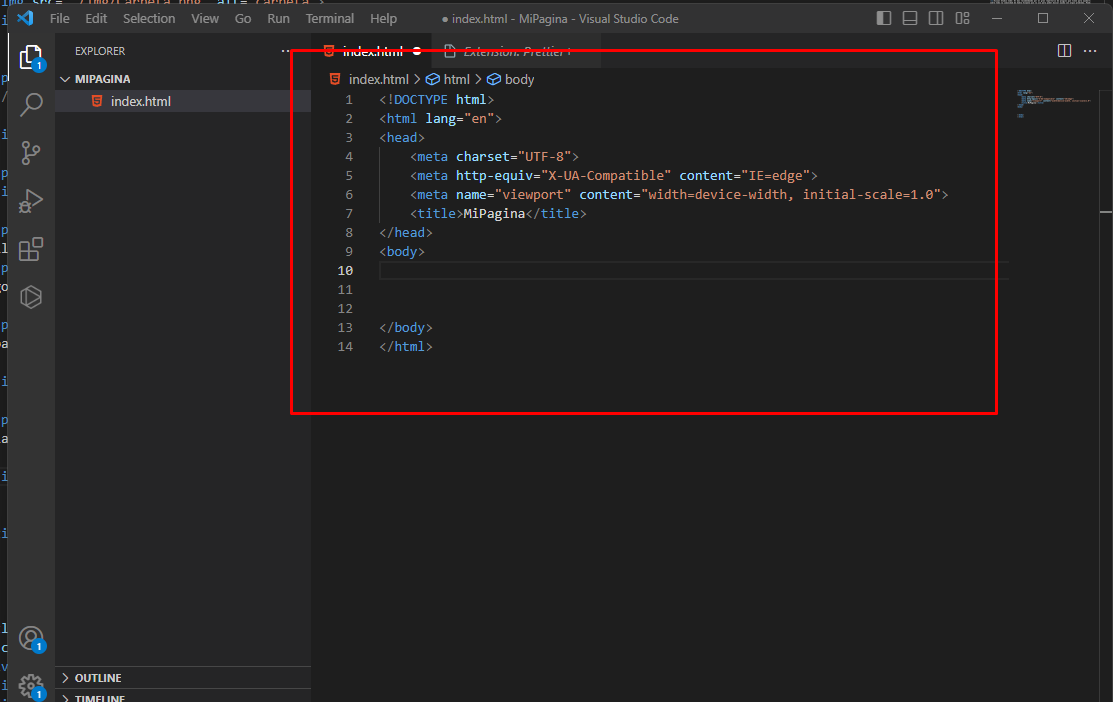 File Edit Selection View Go Run Terminal Help ● index.html - MiPagina - Visual Studio Code
EXPLORER ...
index.html ●
Extension: Prettier
MIPAGINA
index.html
index.html > html > body
1 <!DOCTYPE html>
2 <html lang="en">
3 <head>
4     <meta charset="UTF-8">
5     <meta http-equiv="X-UA-Compatible" content="IE=edge">
6     <meta name="viewport" content="width=device-width, initial-scale=1.0">
7     <title>MiPagina</title>
8 </head>
9 <body>
10
11
12
13 </body>
14 </html>
1
1
1
OUTLINE
TIMELINE